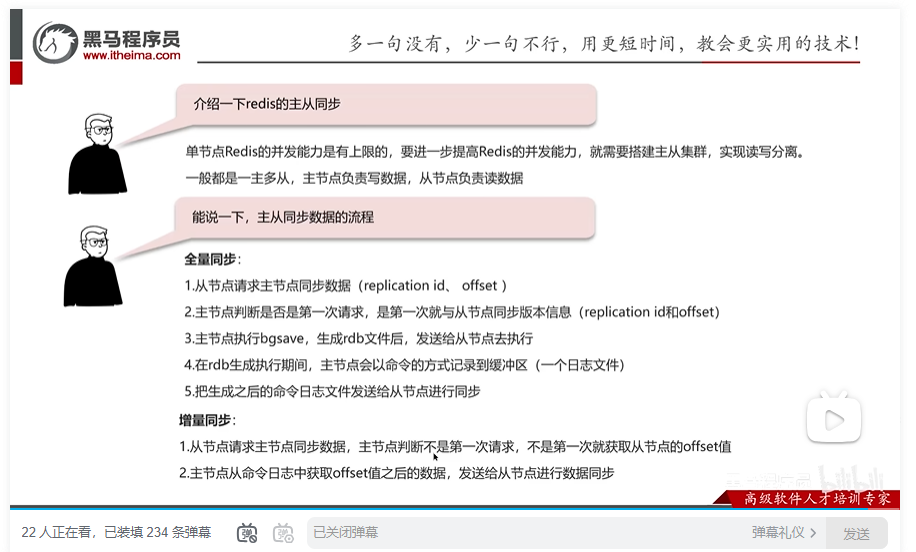 黑马程序员
www.itheima.com
多一句没有，少一句不行，用更短时间，教会更实用的技术！
介绍一下redis的主从同步
单节点Redis的并发能力是有上限的，要进一步提高Redis的并发能力，就需要搭建主从集群，实现读写分离。
一般都是一主多从，主节点负责写数据，从节点负责读数据
能说一下，主从同步数据的流程
全量同步：
1.从节点请求主节点同步数据（replication id、 offset ）
2.主节点判断是否是第一次请求，是第一次就与从节点同步版本信息（replication id和offset）
3.主节点执行bgsave，生成rdb文件后，发送给从节点去执行
4.在rdb生成执行期间，主节点会以命令的方式记录到缓冲区（一个日志文件）
5.把生成之后的命令日志文件发送给从节点进行同步
增量同步：
1.从节点请求主节点同步数据，主节点判断不是第一次请求，不是第一次就获取从节点的offset值
2.主节点从命令日志中获取offset值之后的数据，发送给从节点进行数据同步
bilibili
高级软件人才培训专家
22 人正在看，已装填 234 条弹幕
弹
弹
已关闭弹幕
弹幕礼仪
发送